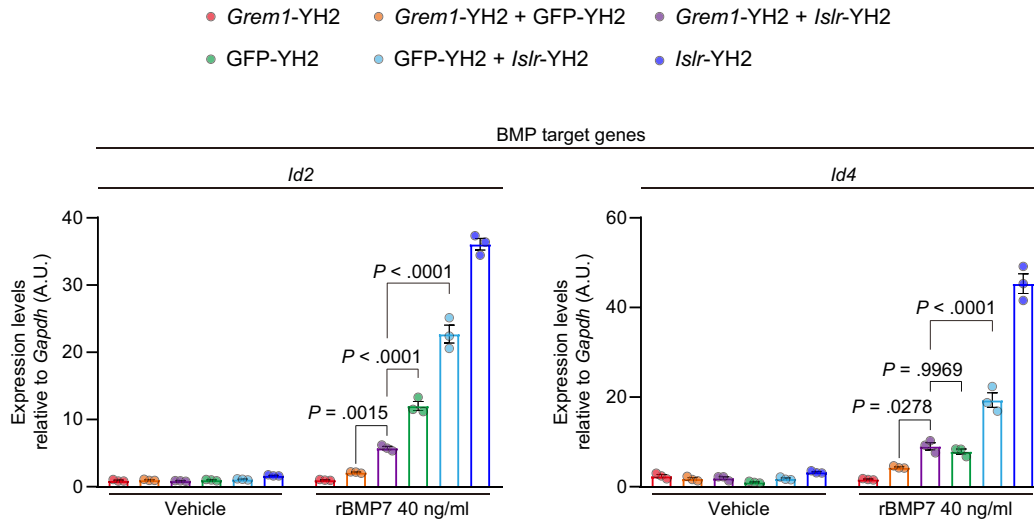 Grem1-YH2 Grem1-YH2 + GFP-YH2 Grem1-YH2 + Islr-YH2
GFP-YH2 GFP-YH2 + Islr-YH2 Islr-YH2
BMP target genes
Id2
Expression levels
relative to Gapdh (A.U.)
40
30
20
10
0
P < .0001
P < .0001
P = .0015
Vehicle rBMP7 40 ng/ml
Id4
Expression levels
relative to Gapdh (A.U.)
60
40
20
0
P < .0001
P = .9969
P = .0278
Vehicle rBMP7 40 ng/ml